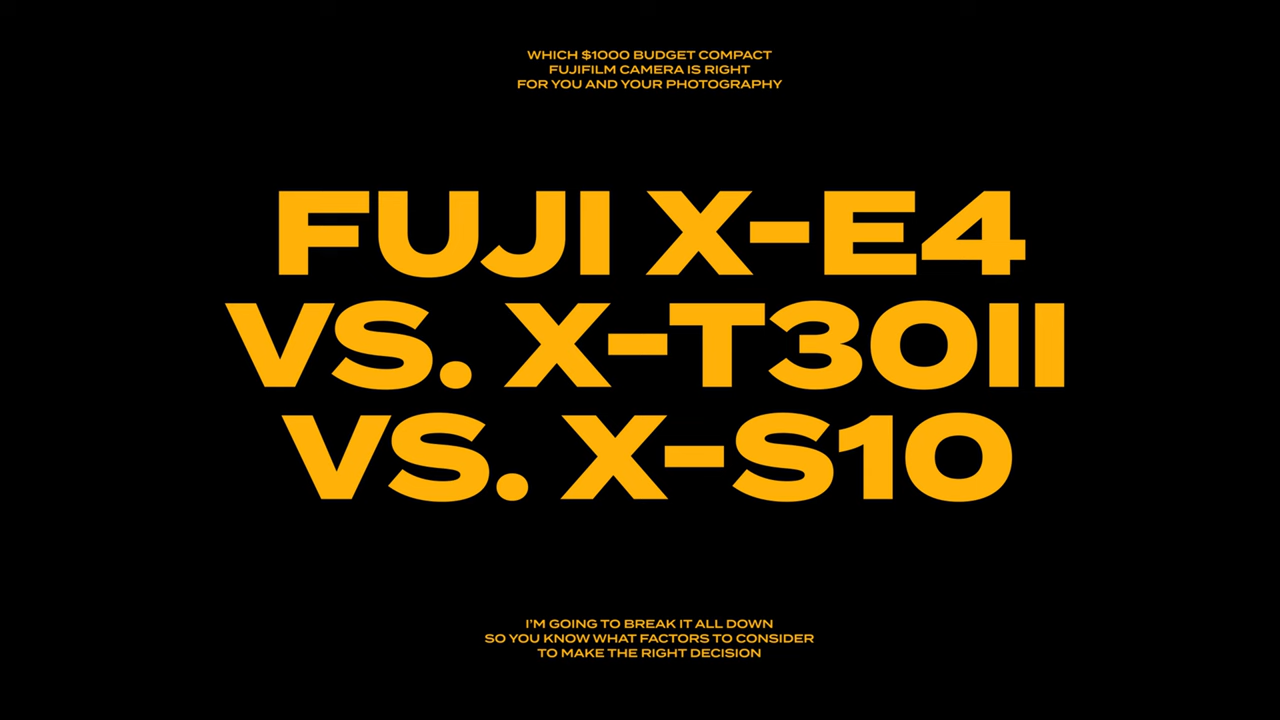 WHICH $1000 BUDGET COMPACT
FUJIFILM CAMERA IS RIGHT
FOR YOU AND YOUR PHOTOGRAPHY
FUJI X-E4
VS. X-T30II
VS. X-S10
I'M GOING TO BREAK IT ALL DOWN
SO YOU KNOW WHAT FACTORS TO CONSIDER
TO MAKE THE RIGHT DECISION